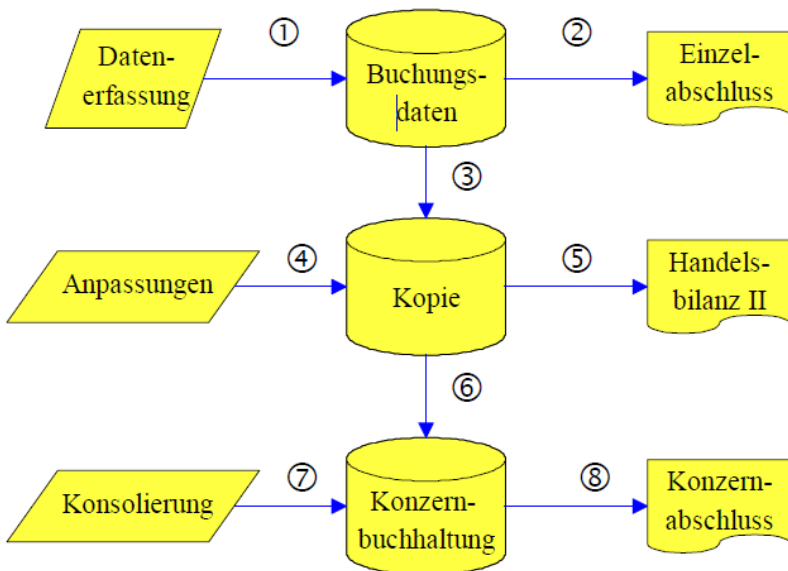 Daten-
erfassung
①
Buchungs-
daten
②
Einzel-
abschluss
③
Anpassungen
④
Kopie
⑤
Handels-
bilanz II
⑥
Konsolierung
⑦
Konzern-
buchhaltung
⑧
Konzern-
abschluss